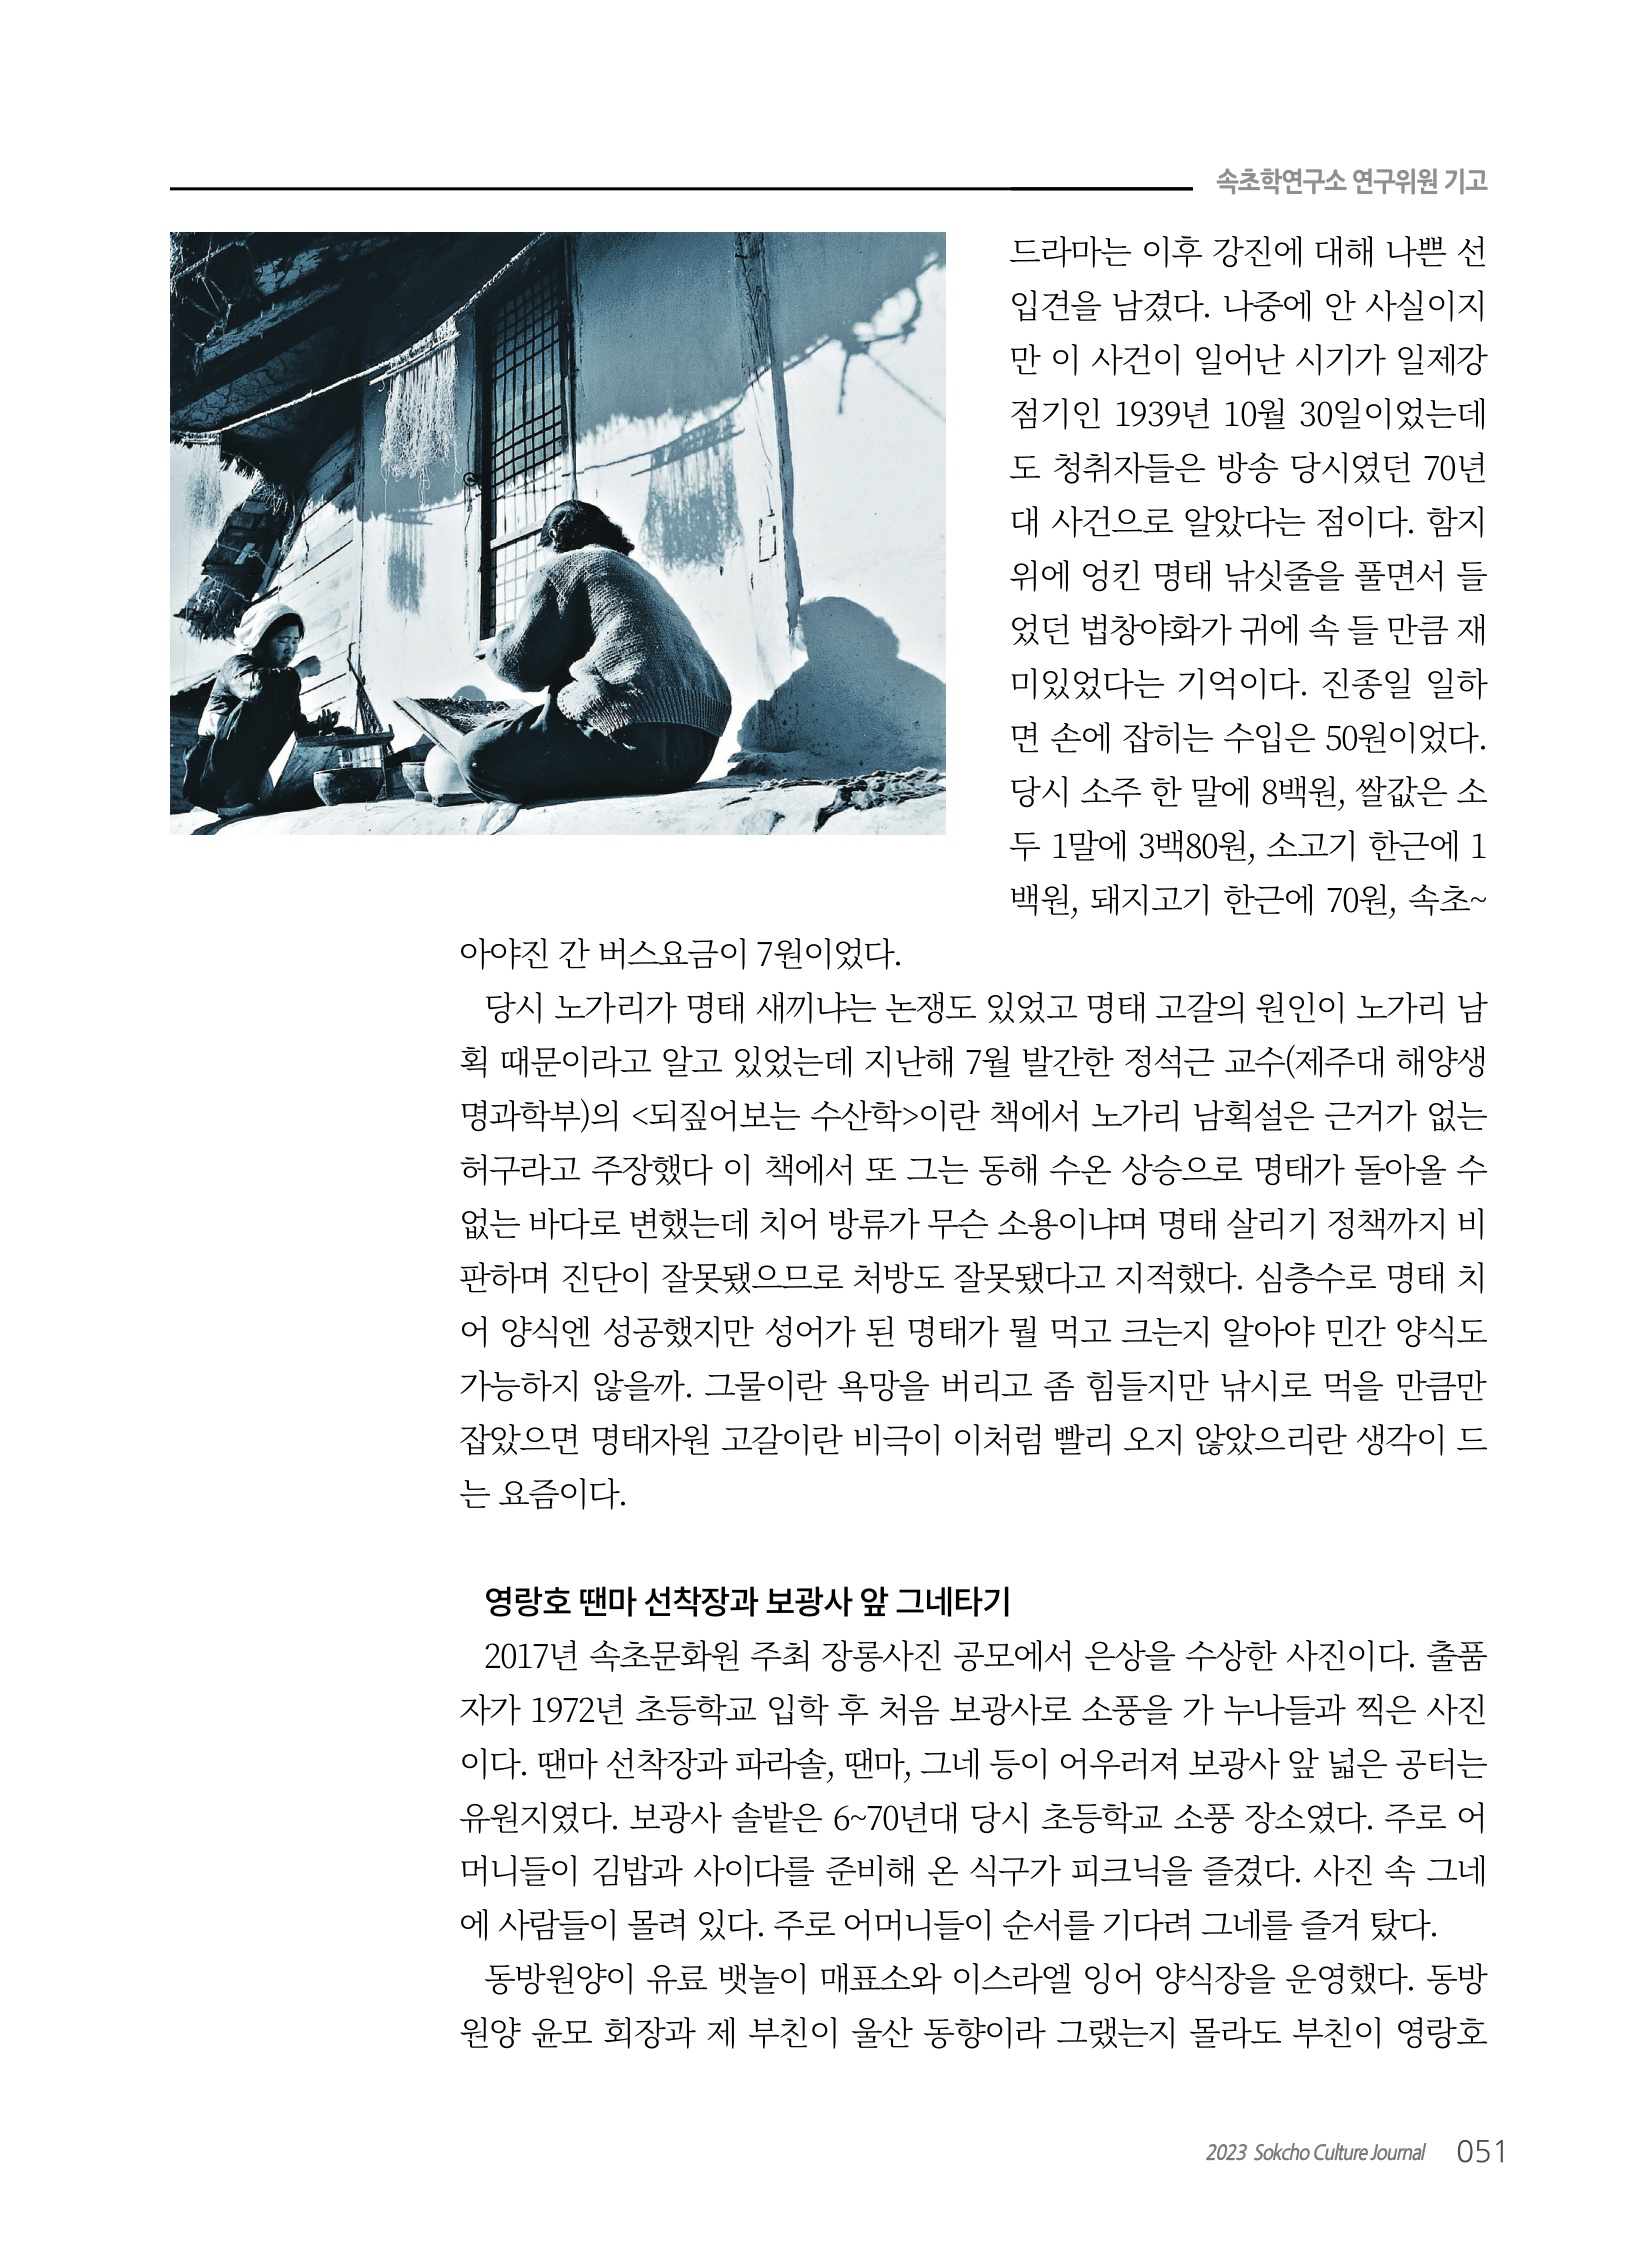 속초학연구소 연구위원 기고
드라마는 이후 강진에 대해 나쁜 선
입견을 남겼다. 나중에 안 사실이지
만 이 사건이 일어난 시기가 일제강
점기인 1939년 10월 30일이었는데
도 청취자들은 방송 당시였던 70년
대 사건으로 알았다는 점이다. 함지
위에 엉킨 명태 낚싯줄을 풀면서 들
었던 법창야화가 귀에 속 들 만큼 재
미있었다는 기억이다. 진종일 일하
면 손에 잡히는 수입은 50원이었다.
당시 소주 한 말에 8백원, 쌀값은 소
두 1말에 3백80원, 소고기 한근에 1
백원, 돼지고기 한근에 70원, 속초~
아야진 간 버스요금이 7원이었다.
당시 노가리가 명태 새끼냐는 논쟁도 있었고 명태 고갈의 원인이 노가리 남
획 때문이라고 알고 있었는데 지난해 7월 발간한 정석근 교수(제주대 해양생
명과학부)의 <되짚어보는 수산학>이란 책에서 노가리 남획설은 근거가 없는
허구라고 주장했다 이 책에서 또 그는 동해 수온 상승으로 명태가 돌아올 수
없는 바다로 변했는데 치어 방류가 무슨 소용이냐며 명태 살리기 정책까지 비
판하며 진단이 잘못됐으므로 처방도 잘못됐다고 지적했다. 심층수로 명태 치
어 양식엔 성공했지만 성어가 된 명태가 뭘 먹고 크는지 알아야 민간 양식도
가능하지 않을까. 그물이란 욕망을 버리고 좀 힘들지만 낚시로 먹을 만큼만
잡았으면 명태자원 고갈이란 비극이 이처럼 빨리 오지 않았으리란 생각이 드
는 요즘이다.
영랑호 땐마 선착장과 보광사 앞 그네타기
2017년 속초문화원 주최 장롱사진 공모에서 은상을 수상한 사진이다. 출품
자가 1972년 초등학교 입학 후 처음 보광사로 소풍을 가 누나들과 찍은 사진
이다. 땐마 선착장과 파라솔, 땐마, 그네 등이 어우러져 보광사 앞 넓은 공터는
유원지였다. 보광사 솔밭은 6~70년대 당시 초등학교 소풍 장소였다. 주로 어
머니들이 김밥과 사이다를 준비해 온 식구가 피크닉을 즐겼다. 사진 속 그네
에 사람들이 몰려 있다. 주로 어머니들이 순서를 기다려 그네를 즐겨 탔다.
동방원양이 유료 뱃놀이 매표소와 이스라엘 잉어 양식장을 운영했다. 동방
원양 윤모 회장과 제 부친이 울산 동향이라 그랬는지 몰라도 부친이 영랑호
2023 Sokcho Culture Journal 051